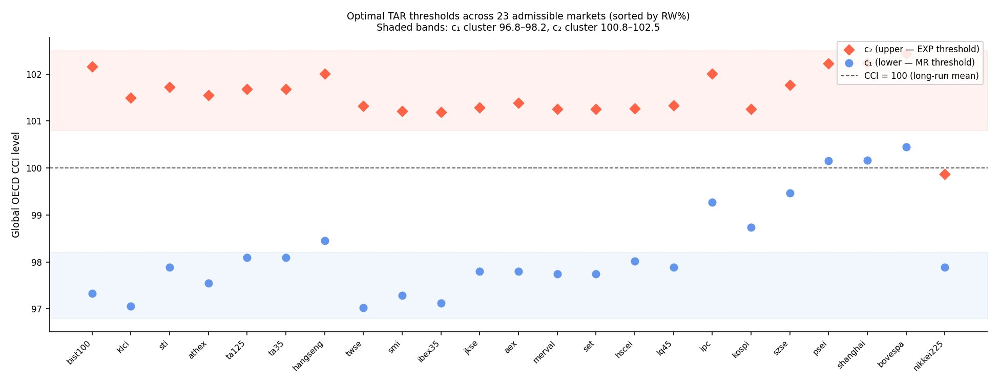 Optimal TAR thresholds across 23 admissible markets (sorted by RW%)
Shaded bands: c₁ cluster 96.8–98.2, c₂ cluster 100.8–102.5
c₂ (upper — EXP threshold)
c₁ (lower — MR threshold)
CCI = 100 (long-run mean)
Global OECD CCI level
102
101
100
99
98
97
bist100
klci
sti
athex
ta125
ta35
hangseng
twse
smi
ibex35
jkse
aex
merval
set
hscei
lq45
ipc
kospi
szse
psei
shanghai
bovespa
nikkei225